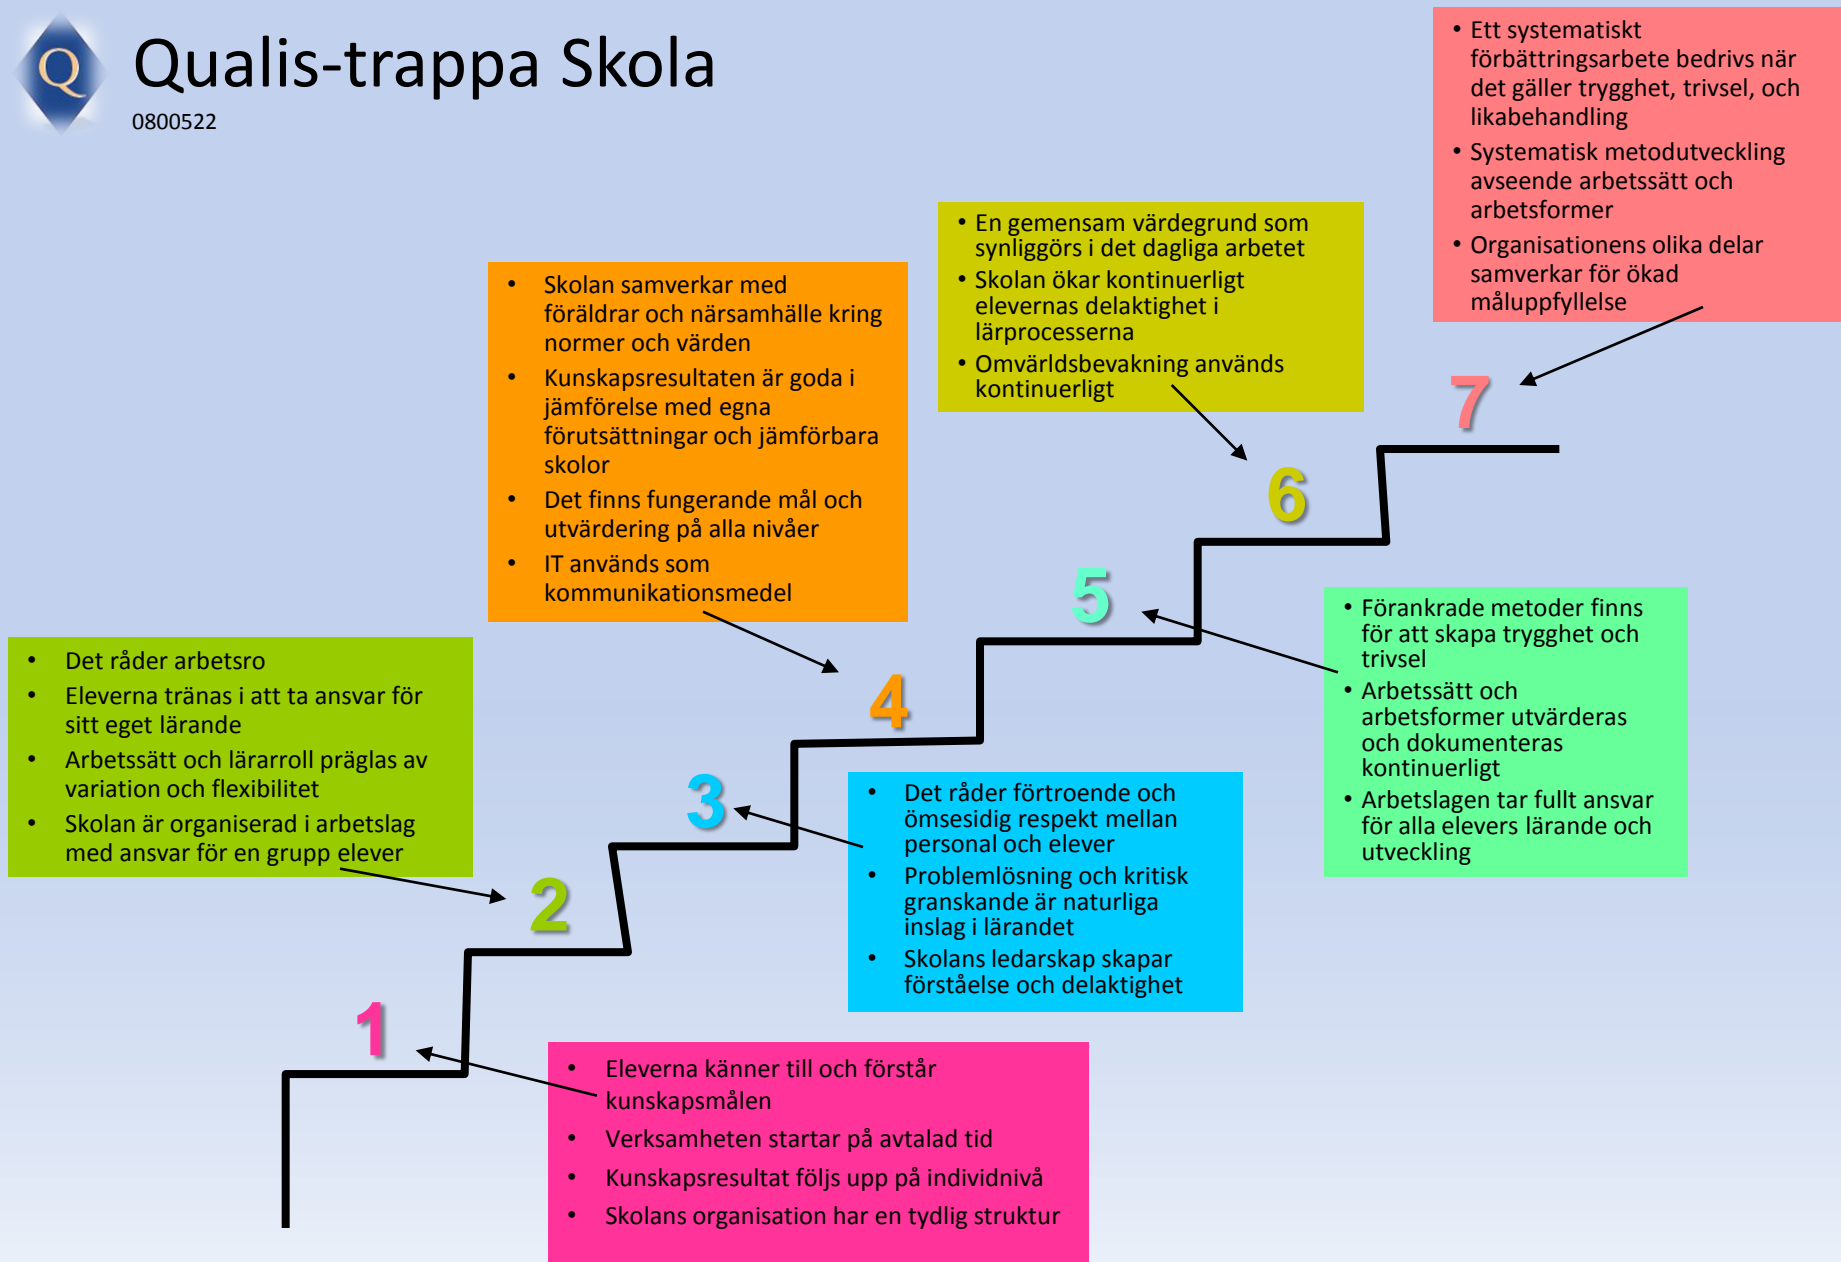 Q
Qualis-trappa Skola
0800522
• Ett systematiskt
förbättringsarbete bedrivs när
det gäller trygghet, trivsel, och
likabehandling
• Systematisk metodutveckling
avseende arbetssätt och
arbetsformer
• Organisationens olika delar
samverkar för ökad
måluppfyllelse
7
• En gemensam värdegrund som
synliggörs i det dagliga arbetet
• Skolan ökar kontinuerligt
elevernas delaktighet i
lärprocesserna
• Omvärldsbevakning används
kontinuerligt
6
• Skolan samverkar med
föräldrar och närsamhälle kring
normer och värden
• Kunskapsresultaten är goda i
jämförelse med egna
förutsättningar och jämförbara
skolor
• Det finns fungerande mål och
utvärdering på alla nivåer
• IT används som
kommunikationsmedel
5
• Förankrade metoder finns
för att skapa trygghet och
trivsel
• Arbetssätt och
arbetsformer utvärderas
och dokumenteras
kontinuerligt
• Arbetslagen tar fullt ansvar
för alla elevers lärande och
utveckling
4
• Det råder arbetsro
• Eleverna tränas i att ta ansvar för
sitt eget lärande
• Arbetssätt och lärarroll präglas av
variation och flexibilitet
• Skolan är organiserad i arbetslag
med ansvar för en grupp elever
3
• Det råder förtroende och
ömsesidig respekt mellan
personal och elever
• Problemlösning och kritisk
granskande är naturliga
inslag i lärandet
• Skolans ledarskap skapar
förståelse och delaktighet
2
1
• Eleverna känner till och förstår
kunskapsmålen
• Verksamheten startar på avtalad tid
• Kunskapsresultat följs upp på individnivå
• Skolans organisation har en tydlig struktur